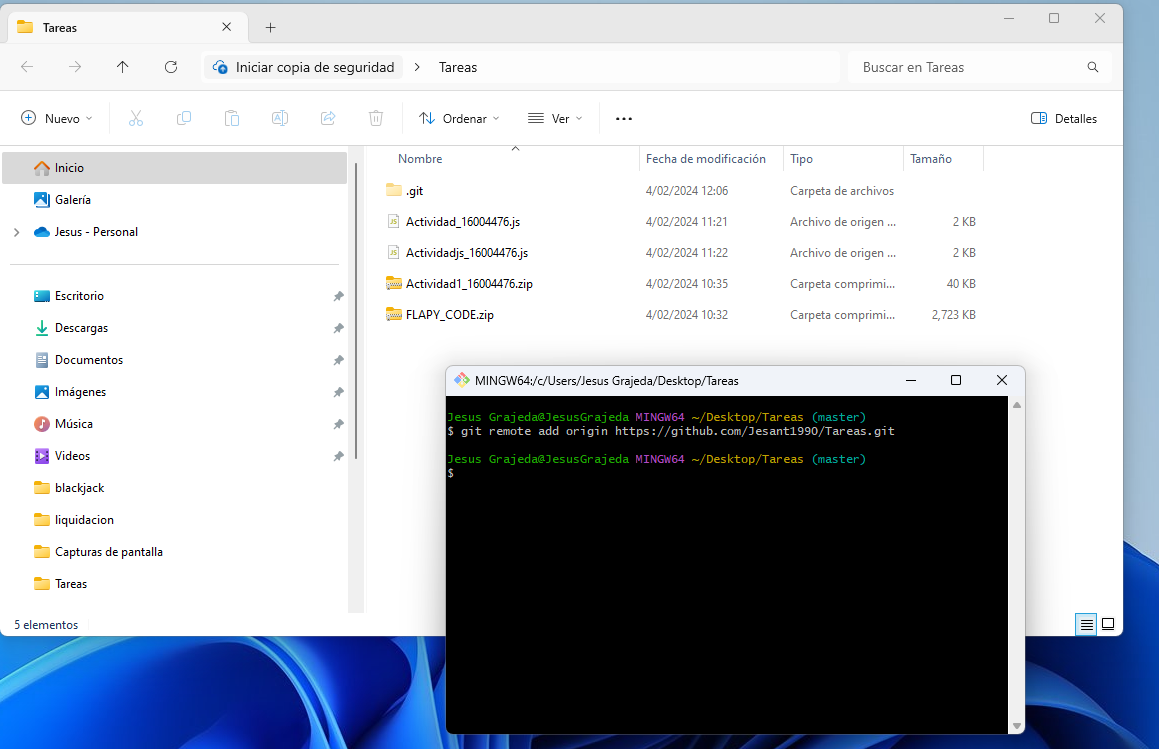 Tareas
Iniciar copia de seguridad > Tareas
Buscar en Tareas
Nuevo
Ordenar
Ver
Detalles
Inicio
Galería
Jesus - Personal
Escritorio
Descargas
Documentos
Imágenes
Música
Videos
blackjack
liquidacion
Capturas de pantalla
Tareas
5 elementos
Nombre Fecha de modificación Tipo Tamaño
.git 4/02/2024 12:06 Carpeta de archivos
Actividad_16004476.js 4/02/2024 11:21 Archivo de origen ... 2 KB
Actividadjs_16004476.js 4/02/2024 11:22 Archivo de origen ... 2 KB
Actividad1_16004476.zip 4/02/2024 10:35 Carpeta comprimi... 40 KB
FLAPY_CODE.zip 4/02/2024 10:32 Carpeta comprimi... 2,723 KB
MINGW64:/c/Users/Jesus Grajeda/Desktop/Tareas
Jesus Grajeda@JesusGrajeda MINGW64 ~/Desktop/Tareas (master)
$ git remote add origin https://github.com/Jesant1990/Tareas.git
Jesus Grajeda@JesusGrajeda MINGW64 ~/Desktop/Tareas (master)
$